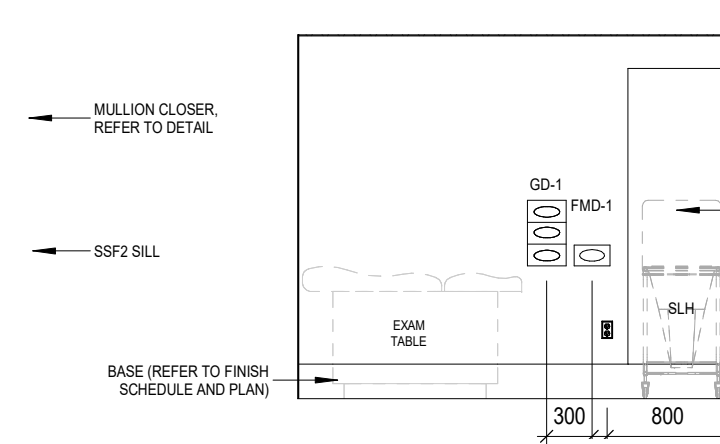 MULLION CLOSER,
REFER TO DETAIL
GD-1
FMD-1
SSF2 SILL
SLH
EXAM
TABLE
BASE (REFER TO FINISH
SCHEDULE AND PLAN)
300
800